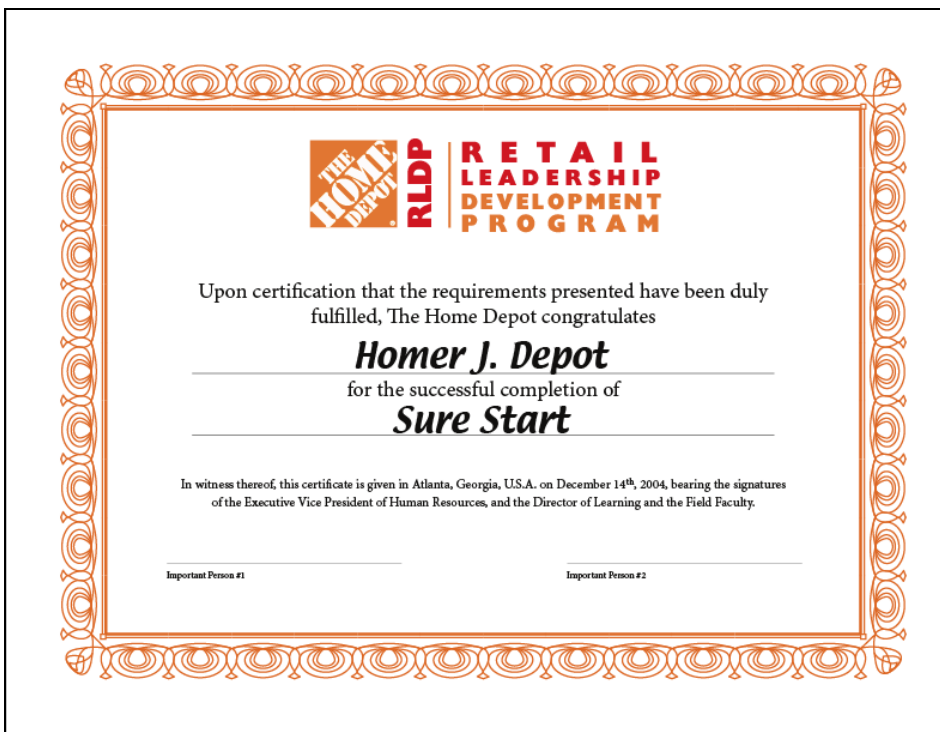 THE
HOME
DEPOT
RLDP
RETAIL
LEADERSHIP
DEVELOPMENT
PROGRAM
Upon certification that the requirements presented have been duly
fulfilled, The Home Depot congratulates
Homer J. Depot
for the successful completion of
Sure Start
In witness thereof, this certificate is given in Atlanta, Georgia, U.S.A. on December 14th, 2004, bearing the signatures
of the Executive Vice President of Human Resources, and the Director of Learning and the Field Faculty.
Important Person #1
Important Person #2